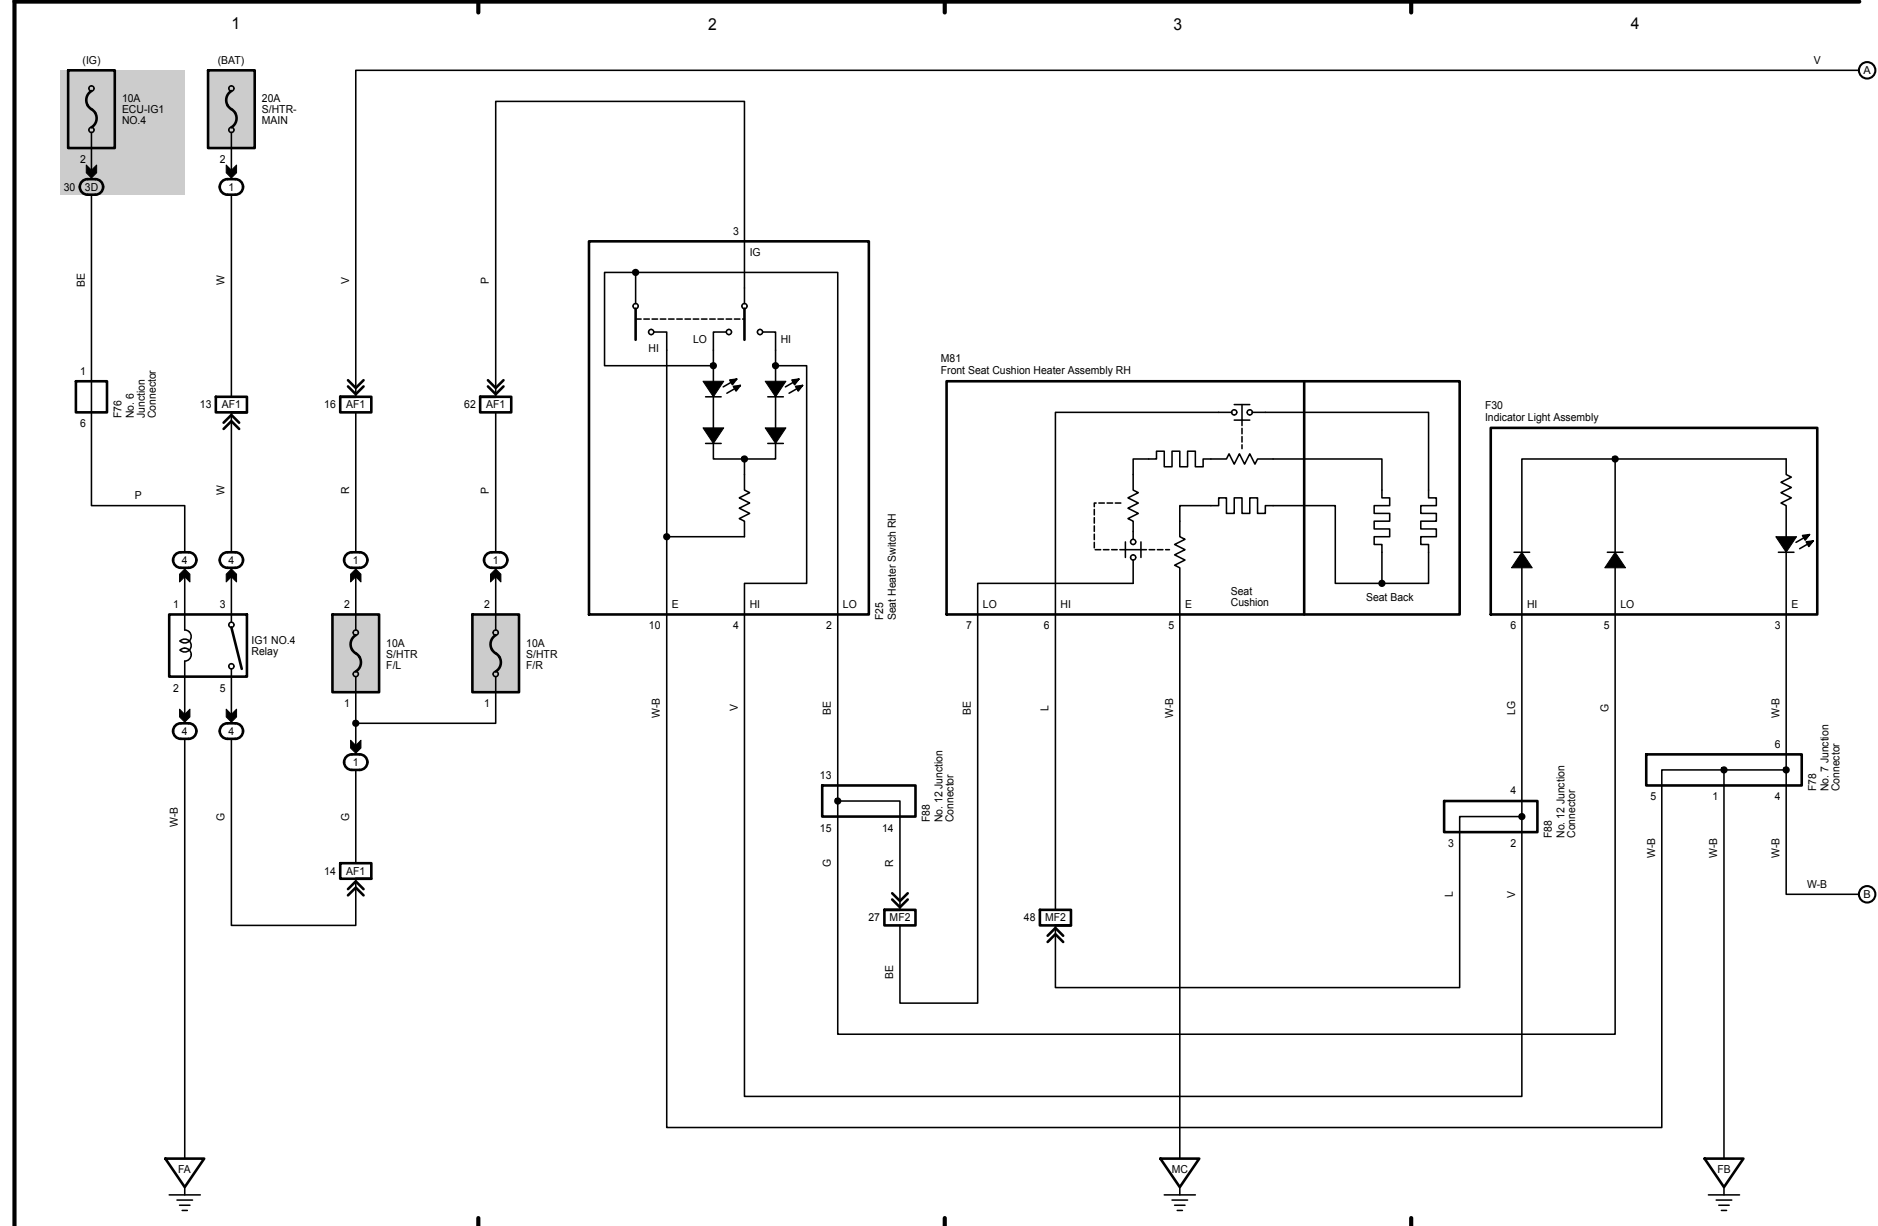 1
2
3
4
(IG)
(BAT)
V
A
10A
ECU-IG1
NO.4
20A
S/HTR-
MAIN
2
2
30
3D
1
3
IG
BE
W
V
P
LO
HI
HI
1
6
F76
No. 6
Junction
Connector
13
AF1
16
AF1
62
AF1
M81
Front Seat Cushion Heater Assembly RH
F30
Indicator Light Assembly
P
W
R
P
4
4
1
1
1
3
2
2
IG1 NO.4
Relay
10A
S/HTR
F/L
10A
S/HTR
F/R
2
5
1
1
4
4
1
E
HI
LO
10
4
2
F25
Seat Heater Switch RH
LO
HI
E
Seat
Cushion
Seat Back
7
6
5
HI
LO
E
6
5
3
W-B
V
BE
BE
L
W-B
LG
G
W-B
W-B
G
G
13
15
14
F88
No. 12 Junction
Connector
4
3
2
F88
No. 12 Junction
Connector
6
5
1
4
F78
No. 7 Junction
Connector
14
AF1
G
R
27
MF2
48
MF2
L
V
W-B
W-B
W-B
W-B
B
BE
FA
MC
FB